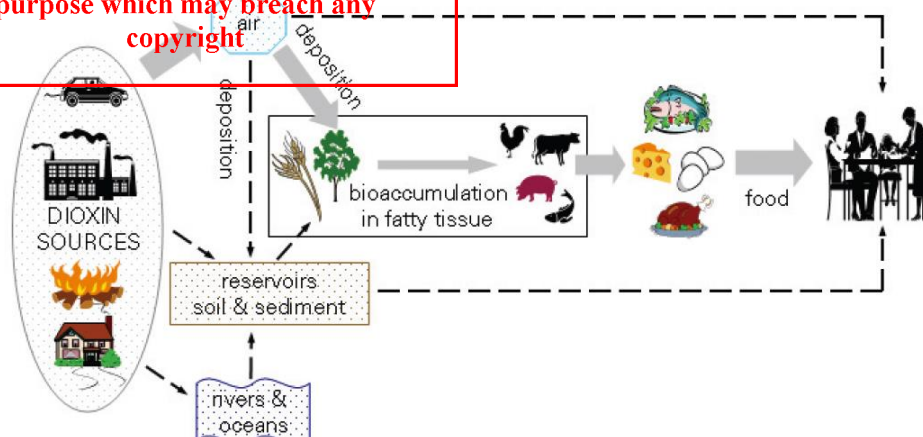 purpose which may breach any
copyright
air
deposition
deposition
DIOXIN
SOURCES
bioaccumulation
in fatty tissue
food
reservoirs
soil & sediment
rivers &
oceans